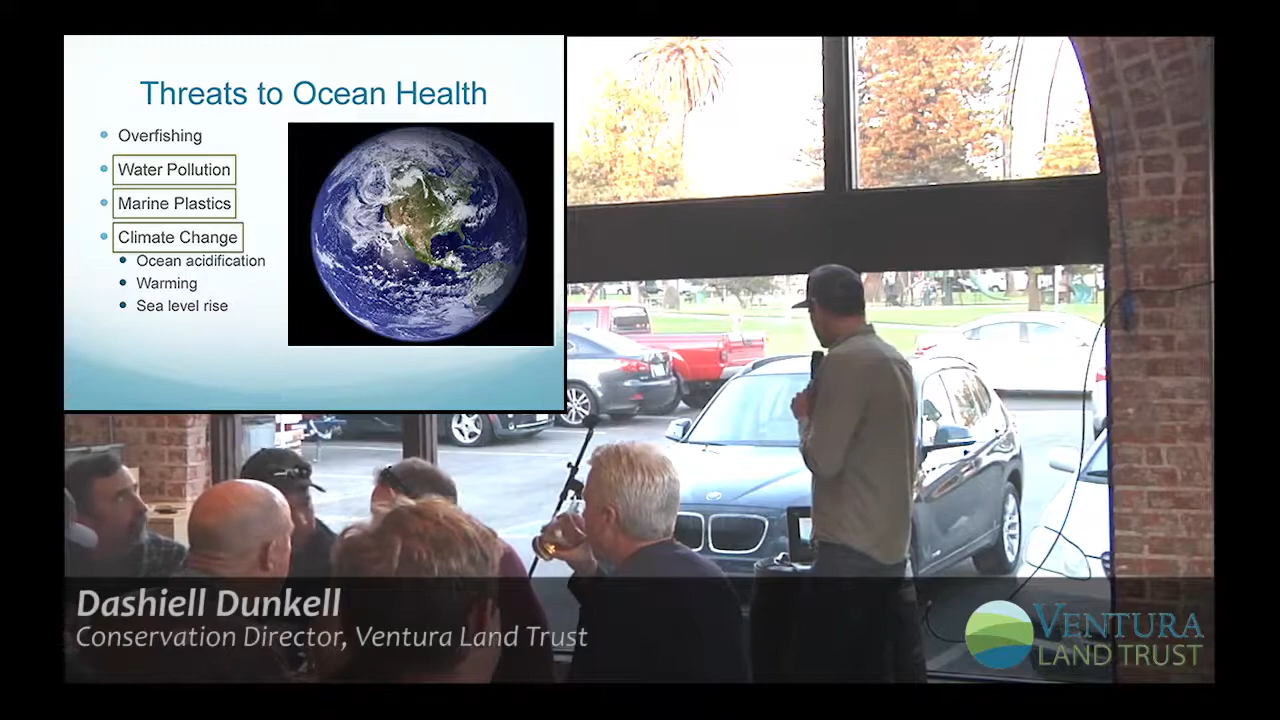 Threats to Ocean Health
Overfishing
Water Pollution
Marine Plastics
Climate Change
Ocean acidification
Warming
Sea level rise
Dashiell Dunkell
Conservation Director, Ventura Land Trust
VENTURA
LAND TRUST